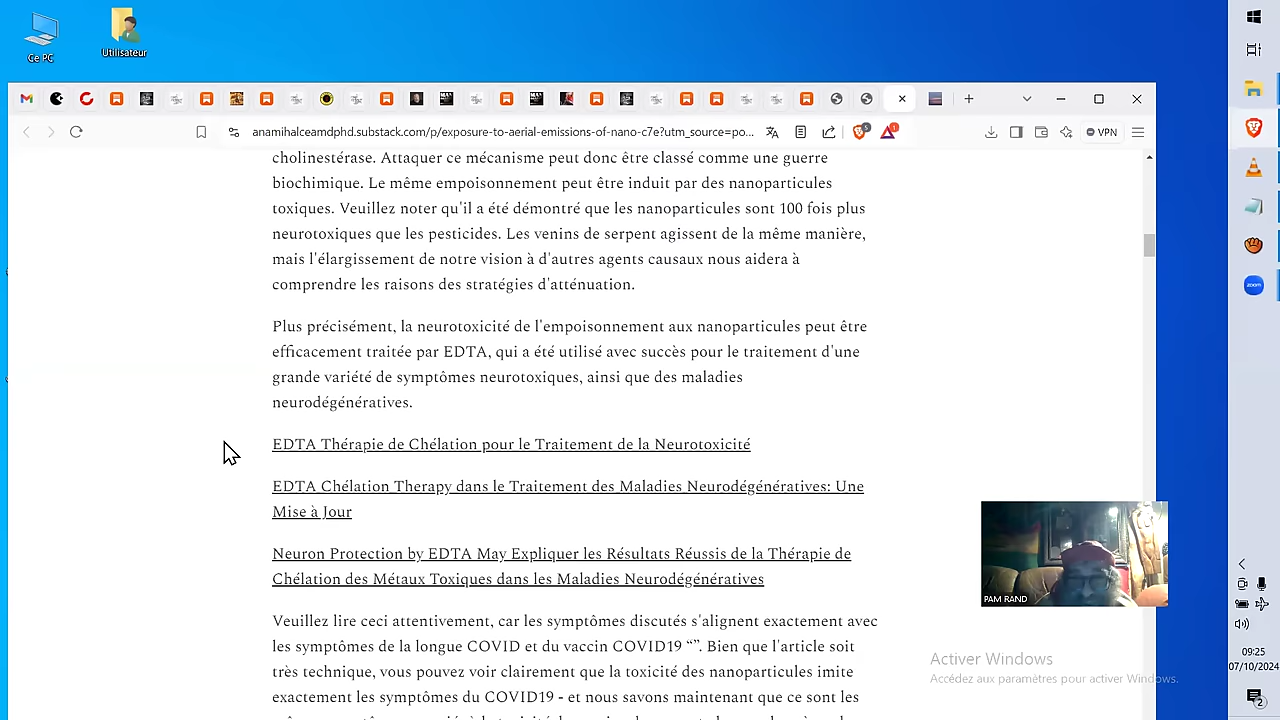 Ce PC
Utilisateur
anamihalceamdphd.substack.com/p/exposure-to-aerial-emissions-of-nano-c7e?utm_source=po...
VPN
cholinestérase. Attaquer ce mécanisme peut donc être classé comme une guerre
biochimique. Le même empoisonnement peut être induit par des nanoparticules
toxiques. Veuillez noter qu'il a été démontré que les nanoparticules sont 100 fois plus
neurotoxiques que les pesticides. Les venins de serpent agissent de la même manière,
mais l'élargissement de notre vision à d'autres agents causaux nous aidera à
comprendre les raisons des stratégies d'atténuation.
Plus précisément, la neurotoxicité de l'empoisonnement aux nanoparticules peut être
efficacement traitée par EDTA, qui a été utilisé avec succès pour le traitement d'une
grande variété de symptômes neurotoxiques, ainsi que des maladies
neurodégénératives.
EDTA Thérapie de Chélation pour le Traitement de la Neurotoxicité
EDTA Chélation Therapy dans le Traitement des Maladies Neurodégénératives: Une
Mise à Jour
Neuron Protection by EDTA May Expliquer les Résultats Réussis de la Thérapie de
Chélation des Métaux Toxiques dans les Maladies Neurodégénératives
Veuillez lire ceci attentivement, car les symptômes discutés s'alignent exactement avec
les symptômes de la longue COVID et du vaccin COVID19 “”. Bien que l'article soit
très technique, vous pouvez voir clairement que la toxicité des nanoparticules imite
exactement les symptômes du COVID19 - et nous savons maintenant que ce sont les
PAM RAND
Activer Windows
Accédez aux paramètres pour activer Windows.
zoom
09:25
07/10/2024
2